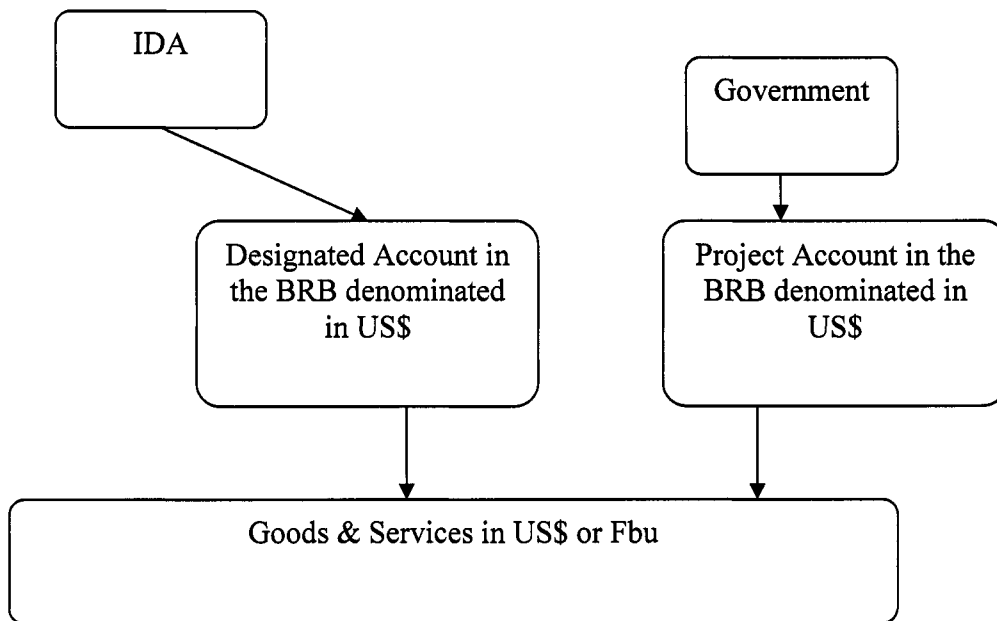 IDA
Government
Designated Account in
the BRB denominated
in US$
Project Account in the
BRB denominated in
US$
Goods & Services in US$ or Fbu